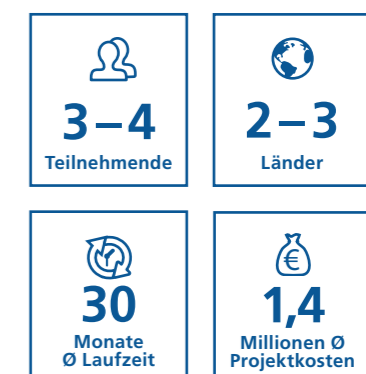 3–4
Teilnehmende
2–3
Länder
30
Monate
Ø Laufzeit
€
1,4
Millionen Ø
Projektkosten